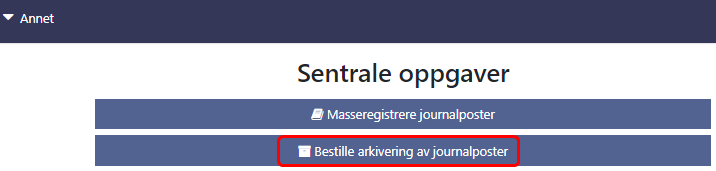 Annet
Sentrale oppgaver
Masseregistrere journalposter
Bestille arkivering av journalposter